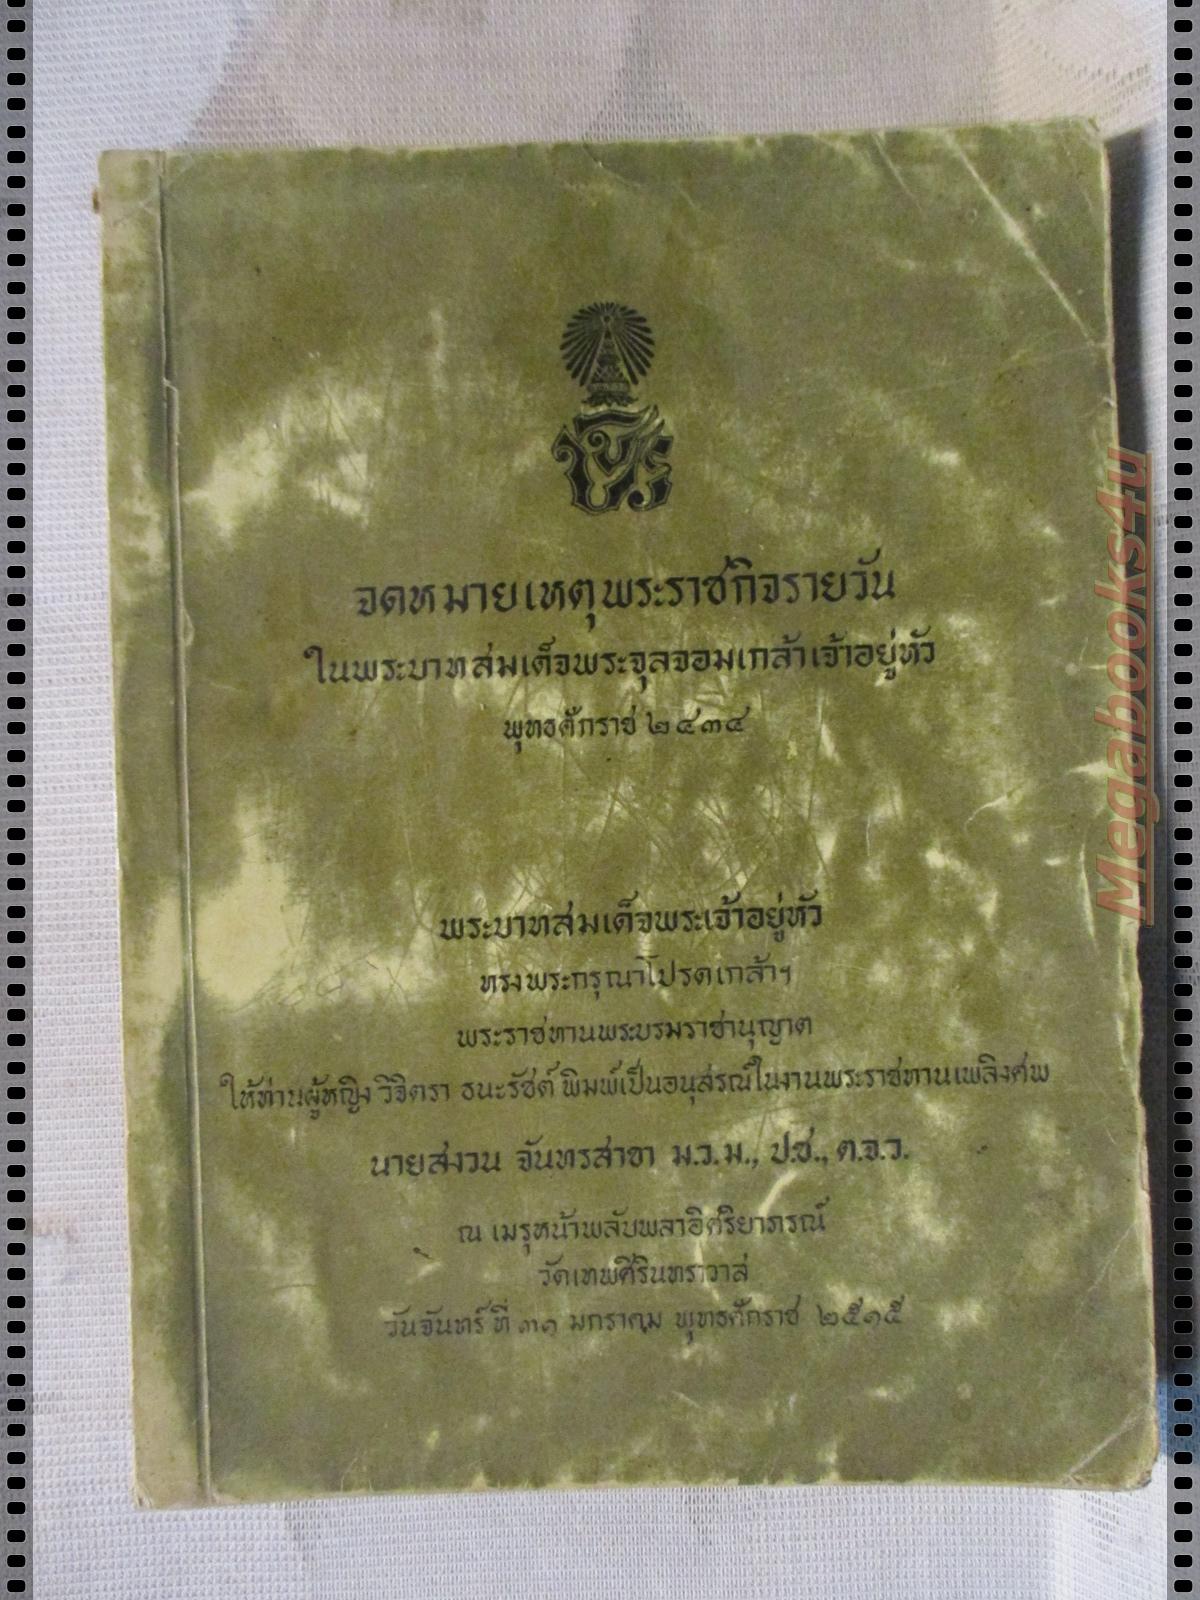 จดหมายเหตุพระราชกิจรายวัน
ในพระบาทสมเด็จพระจุลจอมเกล้าเจ้าอยู่หัว
พุทธศักราช ๒๔๓๔
พระบาทสมเด็จพระเจ้าอยู่หัว
ทรงพระกรุณาโปรดเกล้าฯ
พระราชทานพระบรมราชานุญาต
ให้ท่านผู้หญิง วิจิตรา ธนะรัชต์ พิมพ์เป็นอนุสรณ์ในงานพระราชทานเพลิงศพ
นายสงวน จันทรสาขา ม.ว.ม., ป.ช., ต.จ.ว.
ณ เมรุหน้าพลับพลาอิศริยาภรณ์
วัดเทพศิรินทราวาส
วันจันทร์ ที่ ๓๑ มกราคม พุทธศักราช ๒๕๑๕
Megabooks4u